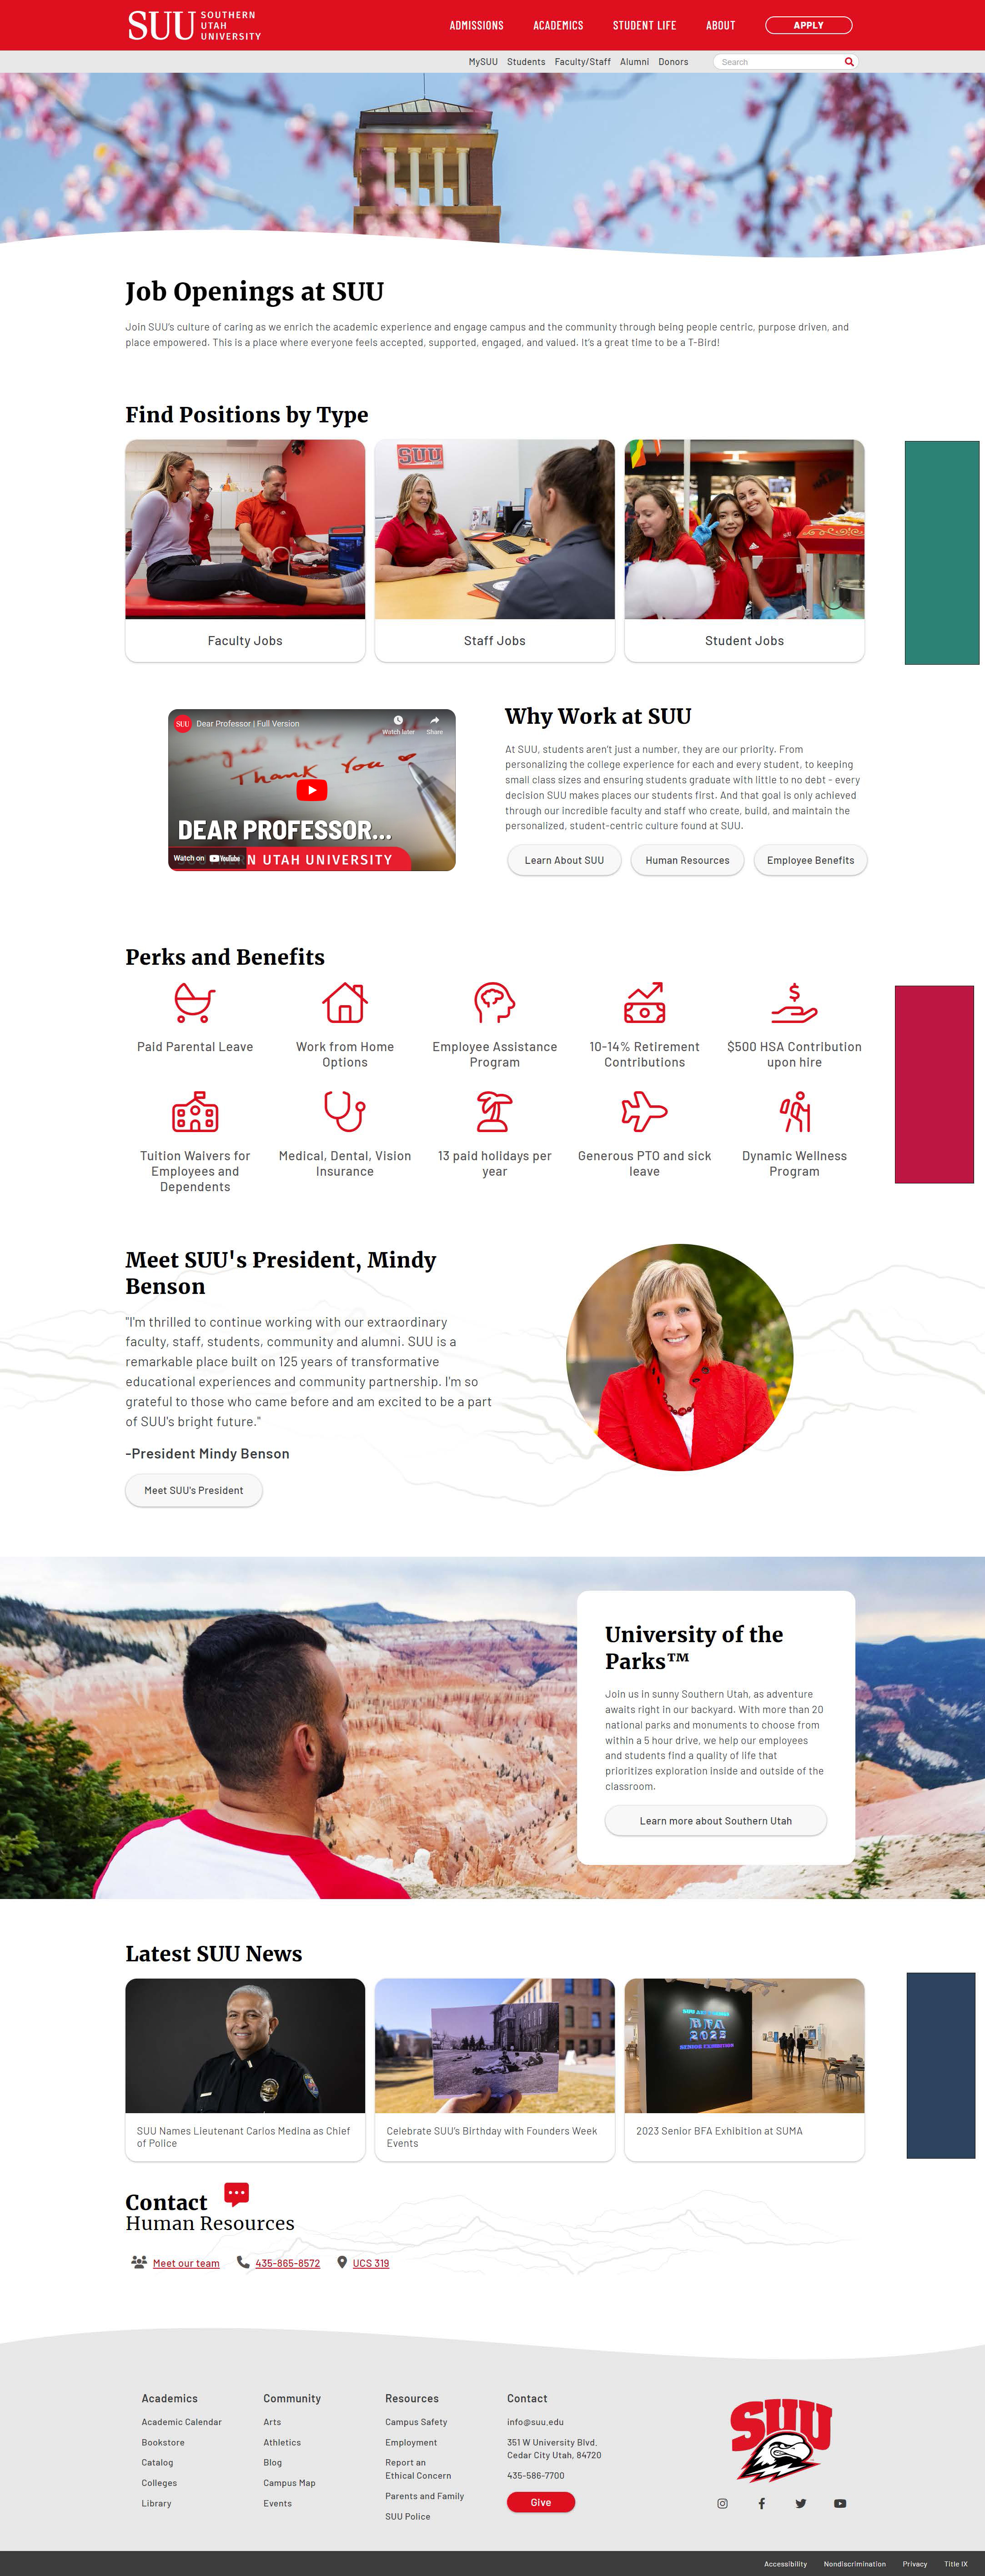 SUU SOUTHERN
UTAH
UNIVERSITY
ADMISSIONS ACADEMICS STUDENT LIFE ABOUT APPLY
MySUU Students Faculty/Staff Alumni Donors Search
Job Openings at SUU
Join SUU's culture of caring as we enrich the academic experience and engage campus and the community through being people centric, purpose driven, and
place empowered. This is a place where everyone feels accepted, supported, engaged, and valued. It's a great time to be a T-Bird!
Find Positions by Type
SUU
Faculty Jobs
Staff Jobs
Student Jobs
SUU Dear Professor | Full Version
Watch later Share
Thank You
DEAR PROFESSOR...
Watch on YouTube
N UTAH UNIVERSITY
Why Work at SUU
At SUU, students aren't just a number, they are our priority. From
personalizing the college experience for each and every student, to keeping
small class sizes and ensuring students graduate with little to no debt - every
decision SUU makes places our students first. And that goal is only achieved
through our incredible faculty and staff who create, build, and maintain the
personalized, student-centric culture found at SUU.
Learn About SUU Human Resources Employee Benefits
Perks and Benefits
Paid Parental Leave
Work from Home
Options
Employee Assistance
Program
10-14% Retirement
Contributions
$500 HSA Contribution
upon hire
Tuition Waivers for
Employees and
Dependents
Medical, Dental, Vision
Insurance
13 paid holidays per
year
Generous PTO and sick
leave
Dynamic Wellness
Program
Meet SUU's President, Mindy
Benson
"I'm thrilled to continue working with our extraordinary
faculty, staff, students, community and alumni. SUU is a
remarkable place built on 125 years of transformative
educational experiences and community partnership. I'm so
grateful to those who came before and am excited to be a part
of SUU's bright future."
-President Mindy Benson
Meet SUU's President
University of the
Parks™
Join us in sunny Southern Utah, as adventure
awaits right in our backyard. With more than 20
national parks and monuments to choose from
within a 5 hour drive, we help our employees
and students find a quality of life that
prioritizes exploration inside and outside of the
classroom.
Learn more about Southern Utah
Latest SUU News
BFA
2023
SENIOR EXHIBITION
SUU Names Lieutenant Carlos Medina as Chief
of Police
Celebrate SUU's Birthday with Founders Week
Events
2023 Senior BFA Exhibition at SUMA
Contact
Human Resources
Meet our team 435-865-8572 UCS 319
Academics
Academic Calendar
Bookstore
Catalog
Colleges
Library
Community
Arts
Athletics
Blog
Campus Map
Events
Resources
Campus Safety
Employment
Report an
Ethical Concern
Parents and Family
SUU Police
Contact
info@suu.edu
351 W University Blvd.
Cedar City Utah, 84720
435-586-7700
Give
SUU
Accessibility Nondiscrimination Privacy Title IX